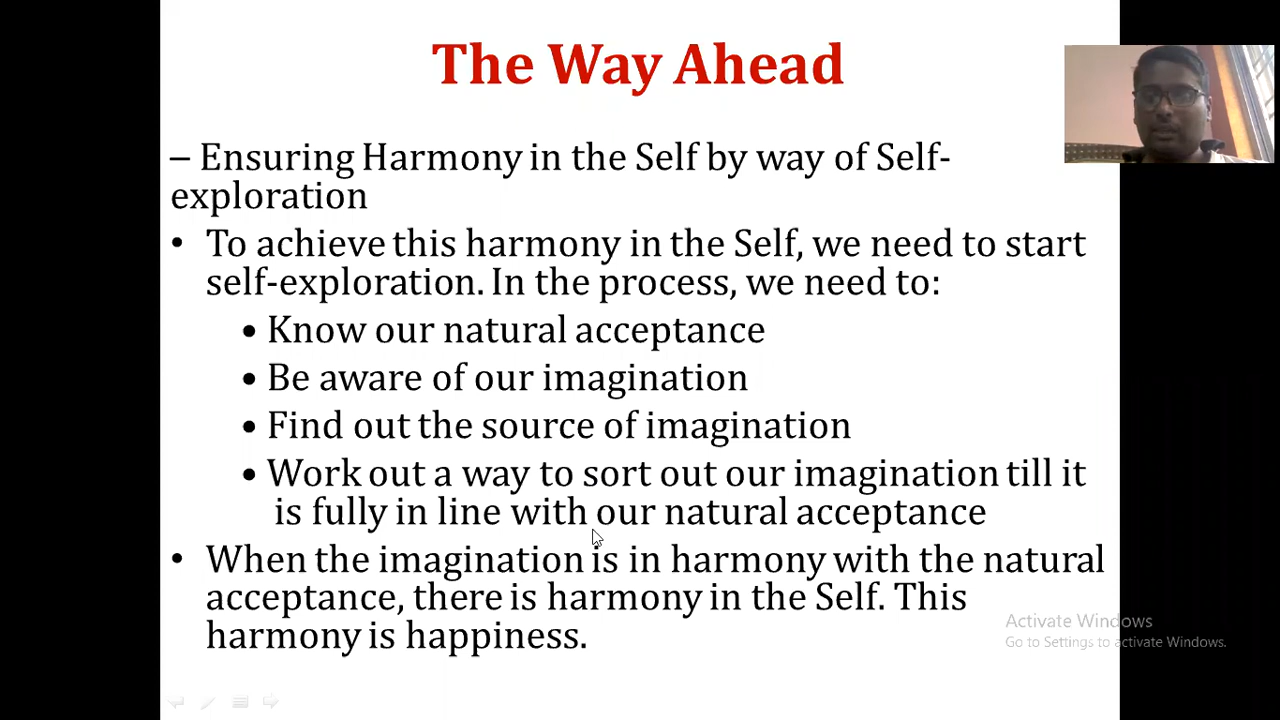 The Way Ahead
– Ensuring Harmony in the Self by way of Self-
exploration
• To achieve this harmony in the Self, we need to start
self-exploration. In the process, we need to:
• Know our natural acceptance
• Be aware of our imagination
• Find out the source of imagination
• Work out a way to sort out our imagination till it
is fully in line with our natural acceptance
• When the imagination is in harmony with the natural
acceptance, there is harmony in the Self. This
harmony is happiness.
Activate Windows
Go to Settings to activate Windows.